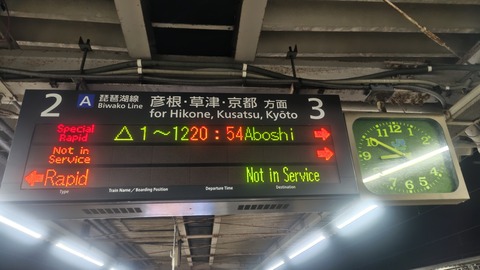 2 A 琵琶湖線 Biwako Line 彦根・草津・京都 方面 for Hikone, Kusatsu, Kyōto 3
Special Rapid △1～12 20:54 Aboshi →
Not in Service →
← Rapid Not in Service
Type Train Name／Boarding Position Departure Time Destination